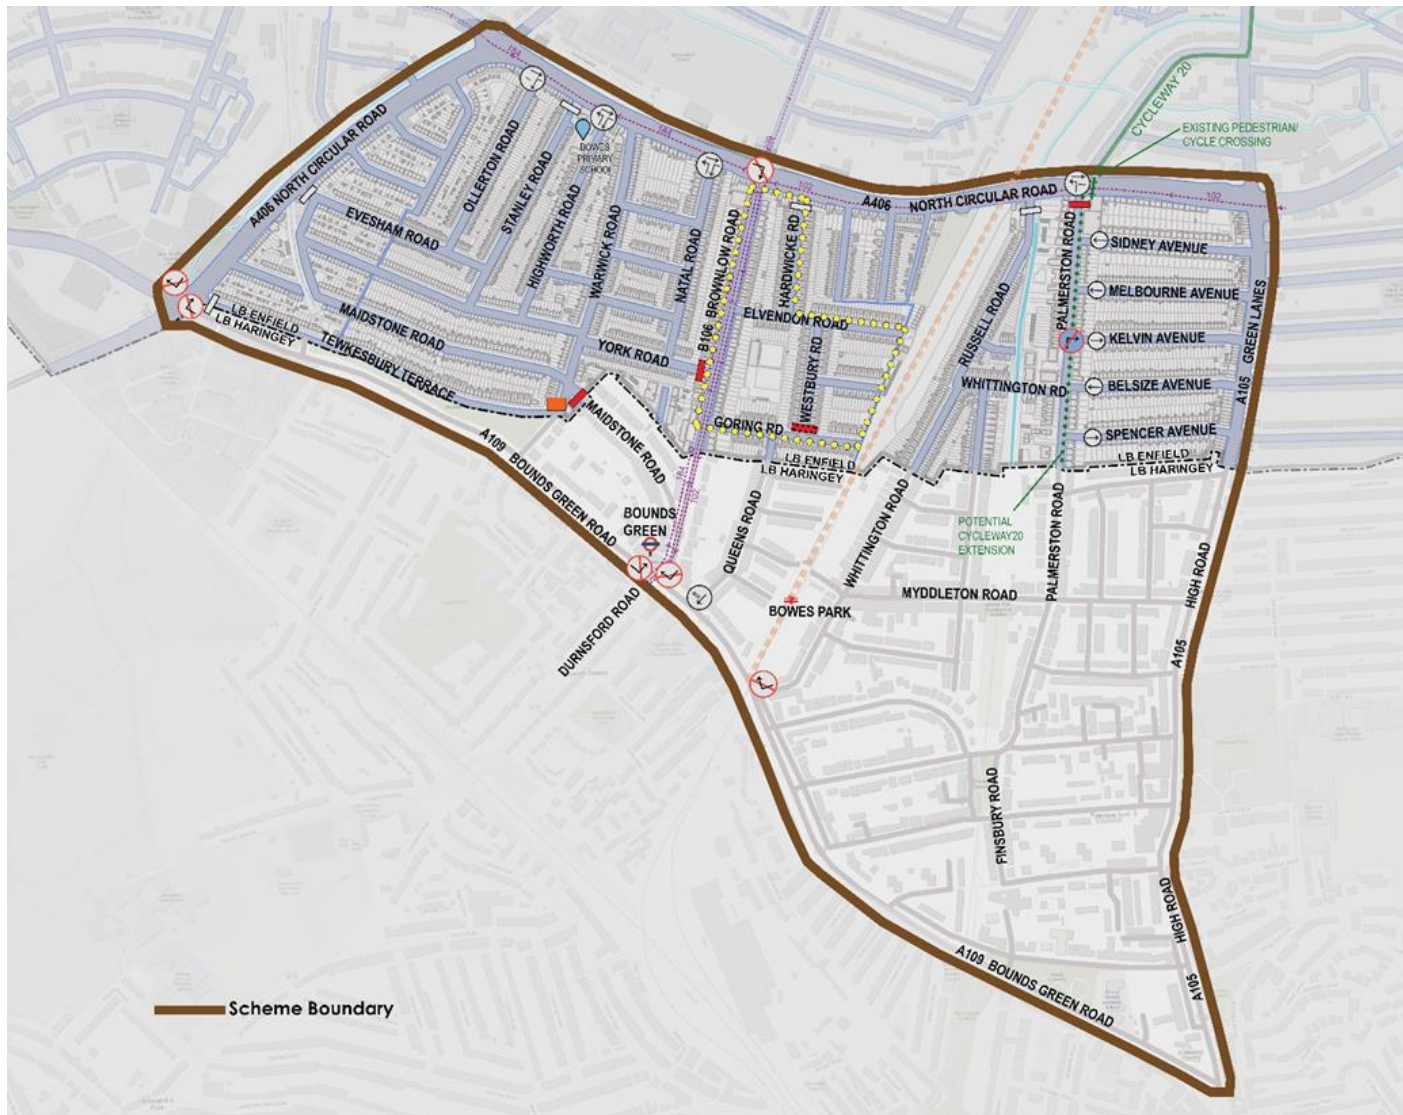 184
CYCLEWAY 20
EXISTING PEDESTRIAN/
CYCLE CROSSING
A406 NORTH CIRCULAR ROAD
OLLERTON ROAD
STANLEY ROAD
BOWES
PRIMARY
SCHOOL
184
102
A406
NORTH CIRCULAR ROAD
102
EVESHAM ROAD
HIGHWORTH ROAD
WARWICK ROAD
NATAL ROAD
B106 BROWNLOW ROAD
HARDWICKE RD
ELVENDON ROAD
RUSSELL ROAD
PALMERSTON ROAD
SIDNEY AVENUE
MELBOURNE AVENUE
KELVIN AVENUE
BELSIZE AVENUE
SPENCER AVENUE
A105 GREEN LANES
LB ENFIELD
LB HARINGEY
MAIDSTONE ROAD
TEWKESBURY TERRACE
YORK ROAD
WESTBURY RD
WHITTINGTON RD
GORING RD
LB ENFIELD
LB HARINGEY
LB ENFIELD
LB HARINGEY
MAIDSTONE ROAD
A109 BOUNDS GREEN ROAD
184
102
BOUNDS
GREEN
QUEENS ROAD
WHITTINGTON ROAD
POTENTIAL
CYCLEWAY20
EXTENSION
PALMERSTON ROAD
HIGH ROAD
DURNSFORD ROAD
BOWES PARK
MYDDLETON ROAD
A105
FINSBURY ROAD
HIGH ROAD
A109 BOUNDS GREEN ROAD
A105
Scheme Boundary